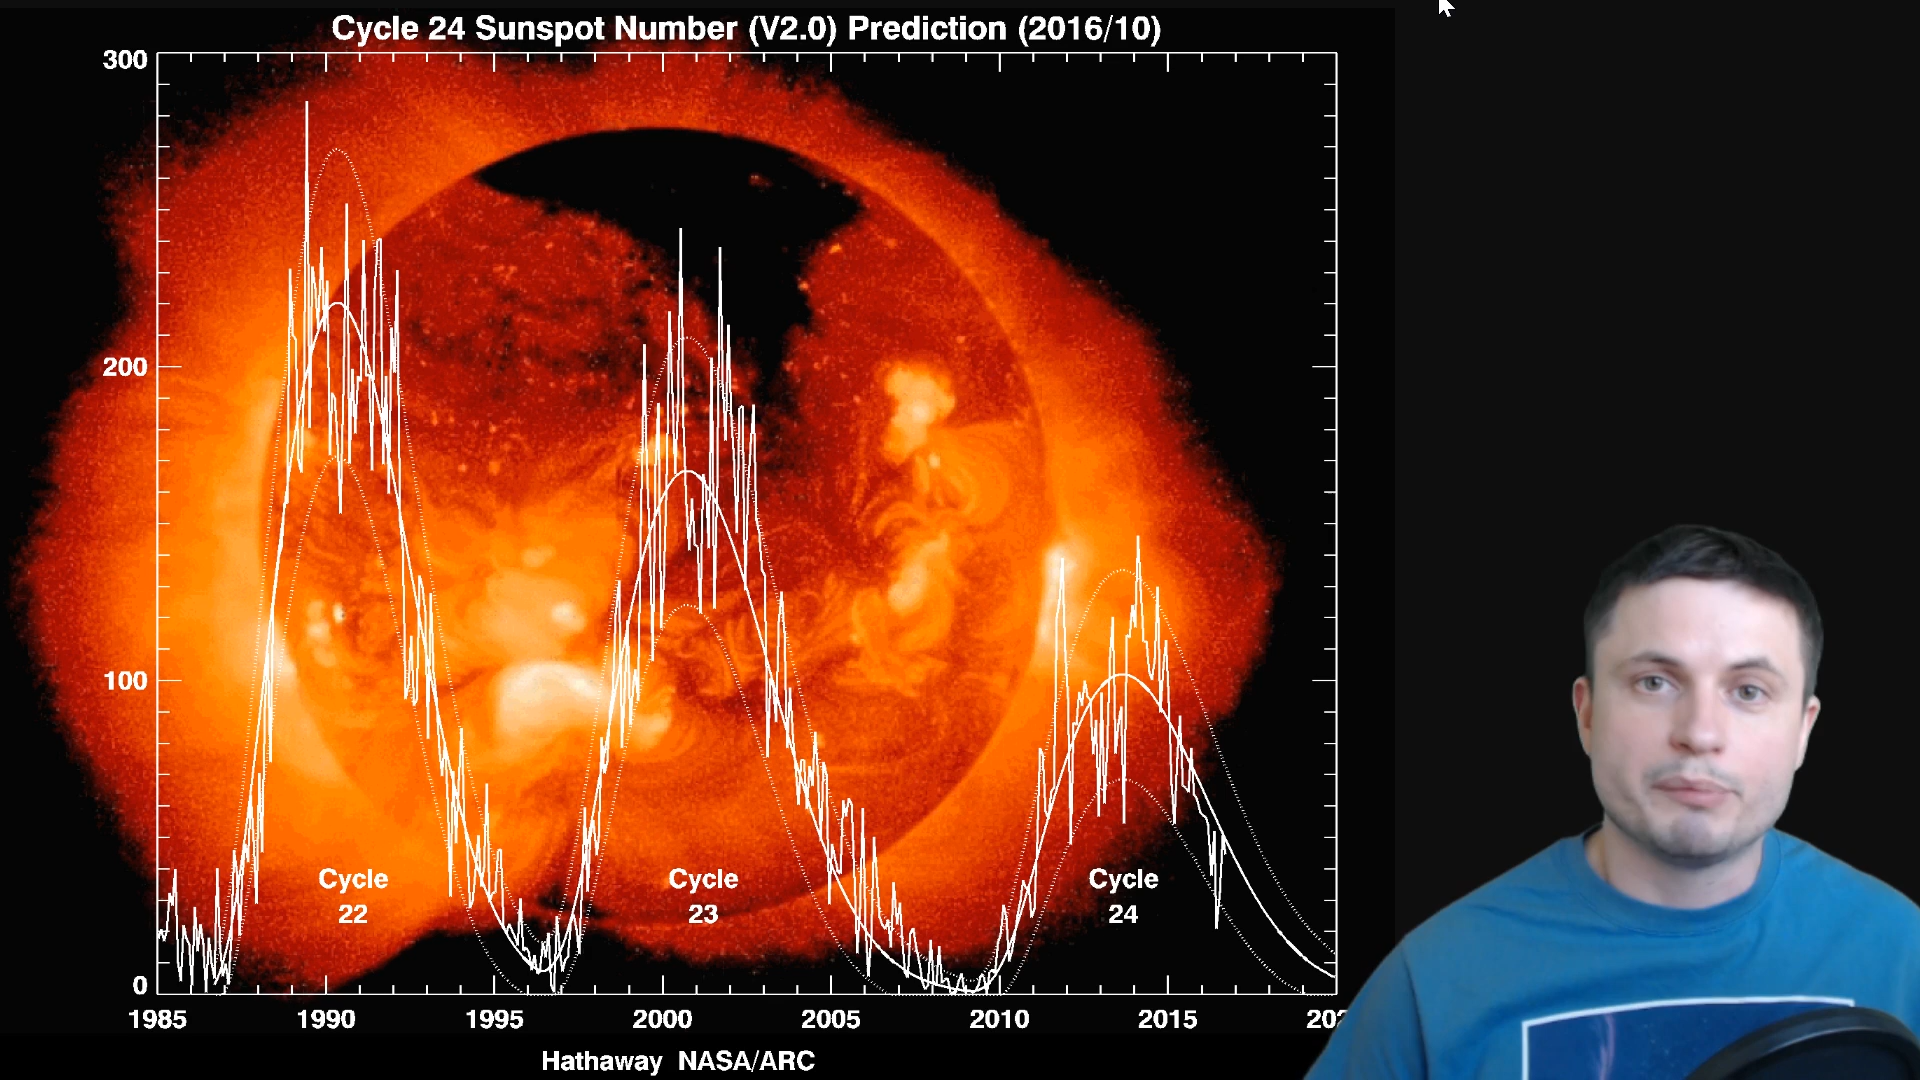 Cycle 24 Sunspot Number (V2.0) Prediction (2016/10)
300
200
100
0
Cycle
22
Cycle
23
Cycle
24
1985 1990 1995 2000 2005 2010 2015
Hathaway NASA/ARC